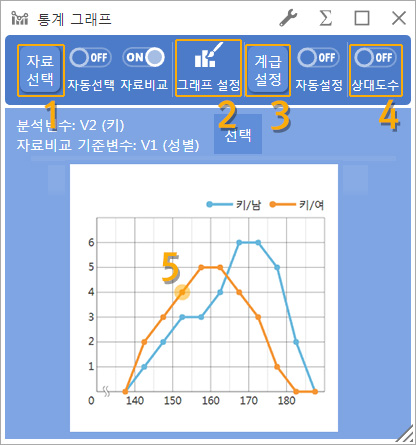 통계 그래프
자료
선택
OFF
자동선택
ON
자료비교
그래프 설정
계급
설정
OFF
자동설정
OFF
상대도수
1
2
3
4
분석변수: V2 (키)
자료비교 기준변수: V1 (성별)
선택
키/남
키/여
5
6
5
4
3
2
1
0
140
150
160
170
180